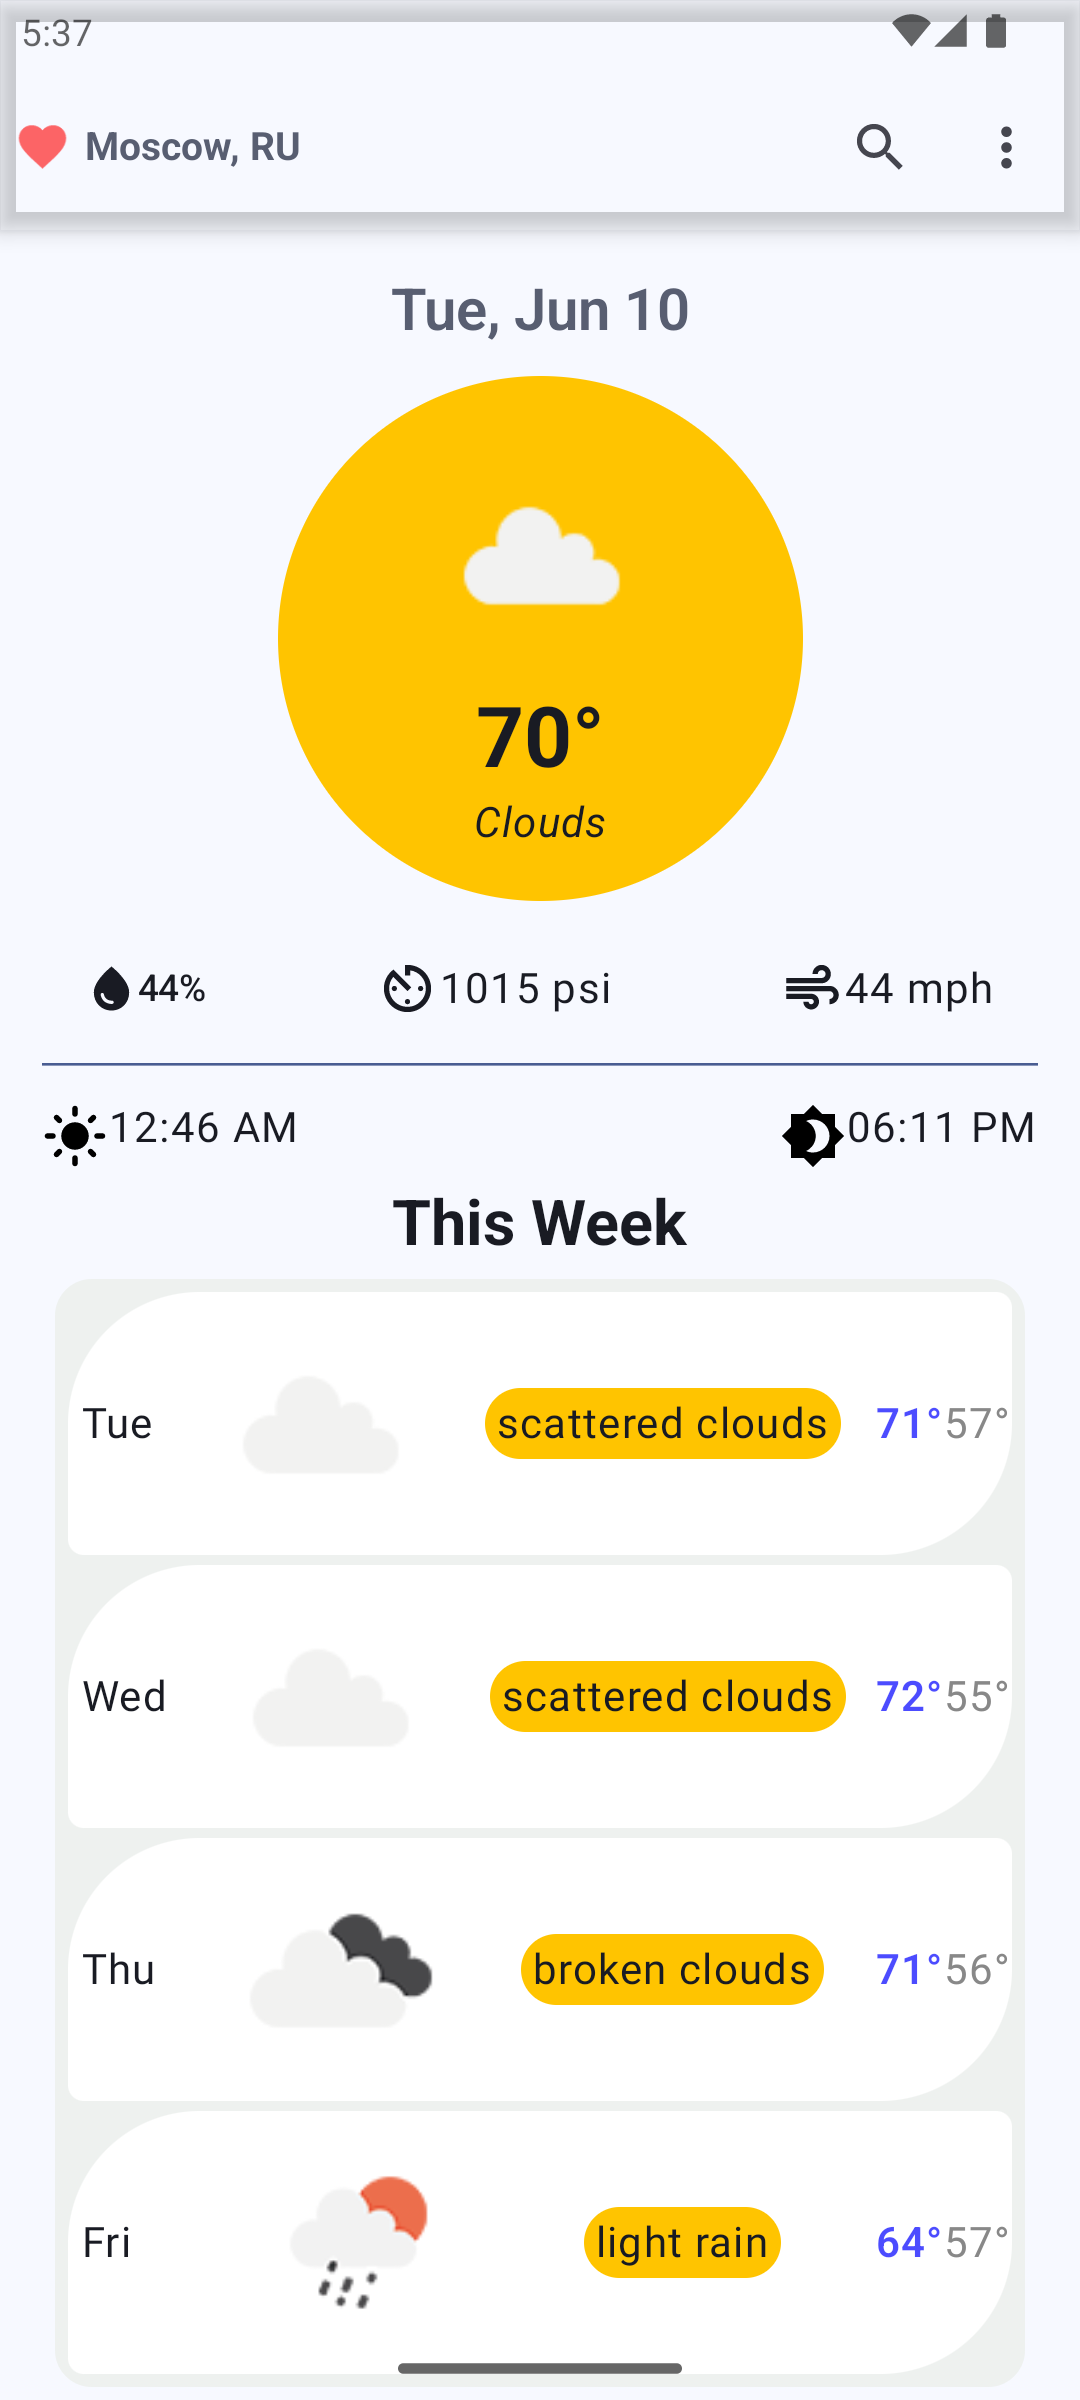 5:37
Moscow, RU
Tue, Jun 10
70°
Clouds
44% 1015 psi 44 mph
12:46 AM 06:11 PM
This Week
Tue scattered clouds 71°57°
Wed scattered clouds 72°55°
Thu broken clouds 71°56°
Fri light rain 64°57°